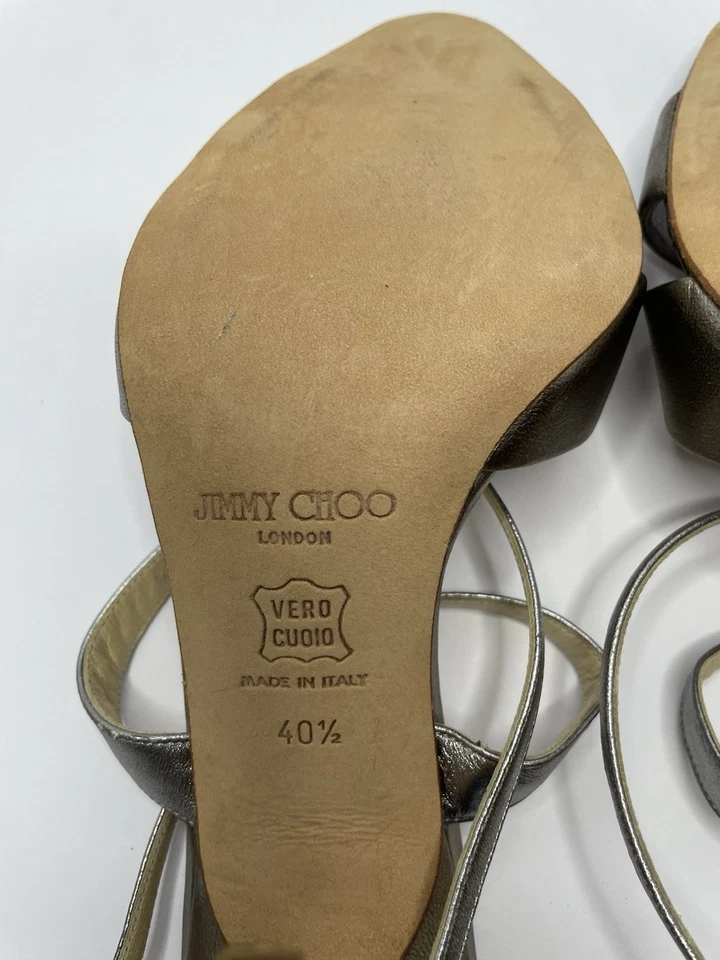 JIMMY CHOO
LONDON
VERO
CUOIO
MADE IN ITALY
40½